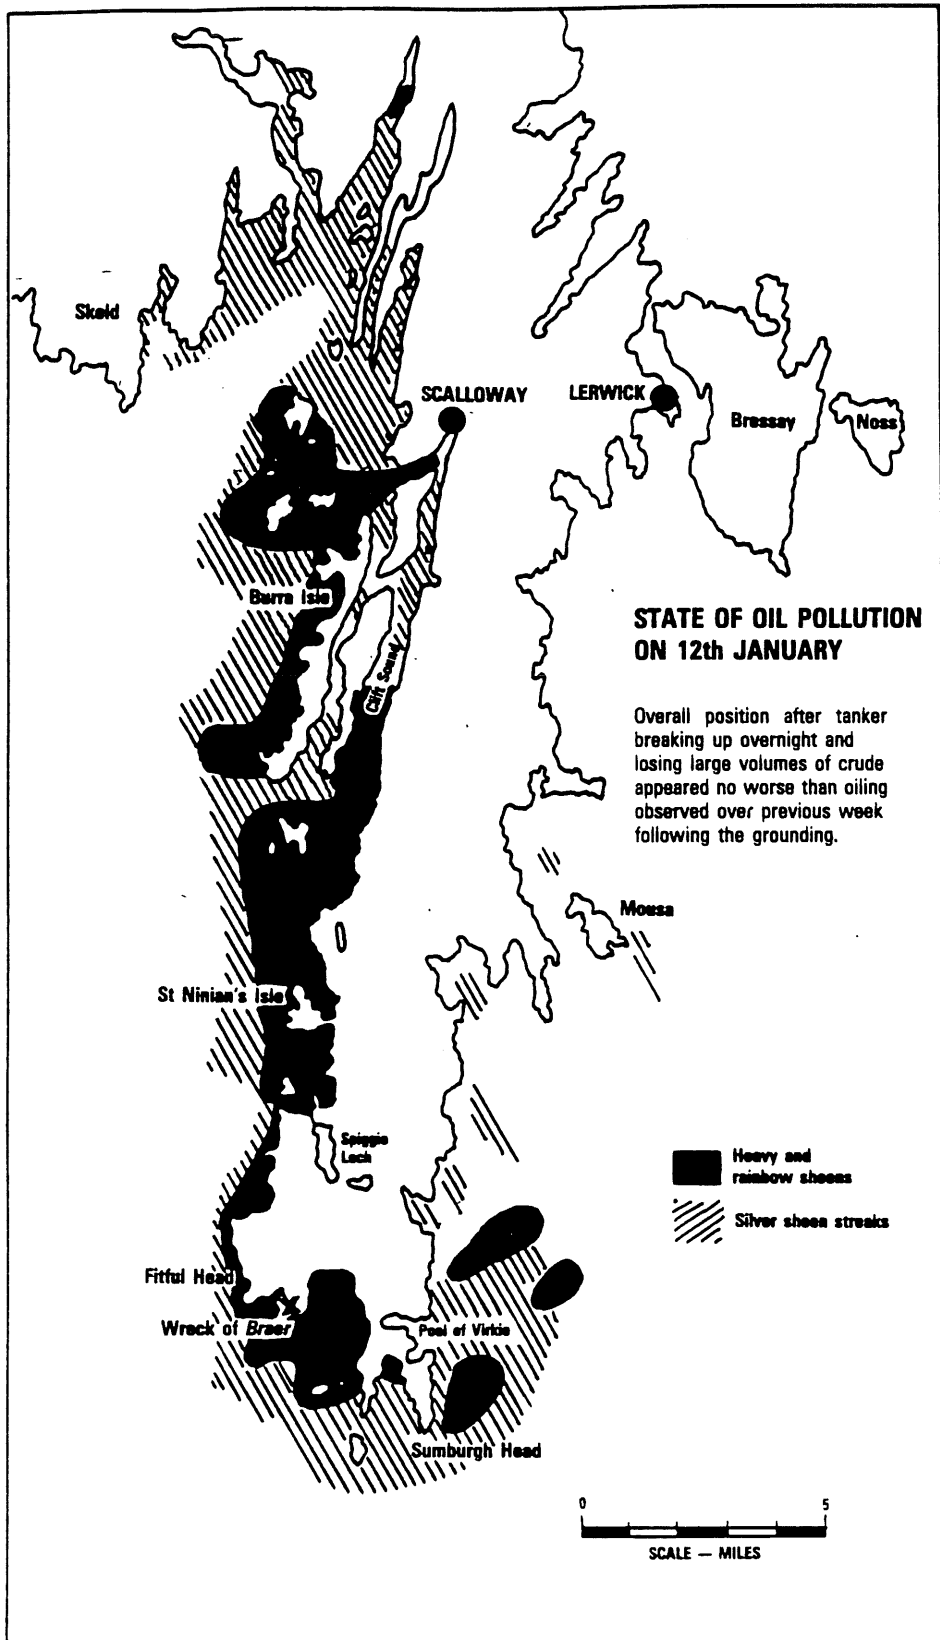 Skeld
SCALLOWAY
LERWICK
Bressay
Noss
Burra Isle
Clift Sound
STATE OF OIL POLLUTION
ON 12th JANUARY
Overall position after tanker
breaking up overnight and
losing large volumes of crude
appeared no worse than oiling
observed over previous week
following the grounding.
Mousa
St Ninian's Isle
Spiggie
Loch
Heavy and
rainbow sheens
Silver sheen streaks
Fitful Head
Wreck of Braer
Pool of Virkie
Sumburgh Head
0 5
SCALE — MILES